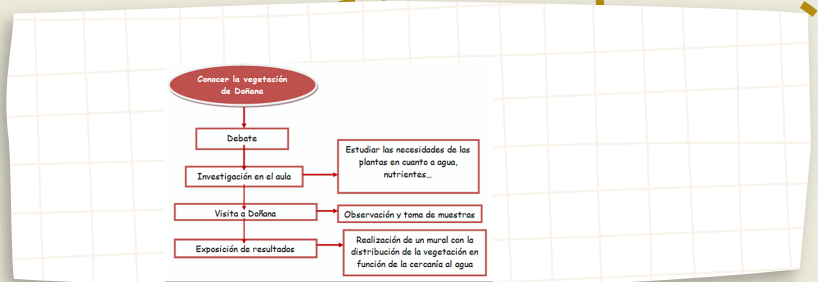 Conocer la vegetación
de Doñana
Debate
Investigación en el aula
Estudiar las necesidades de las
plantas en cuanto a agua,
nutrientes...
Visita a Doñana
Observación y toma de muestras
Exposición de resultados
Realización de un mural con la
distribución de la vegetación en
función de la cercanía al agua